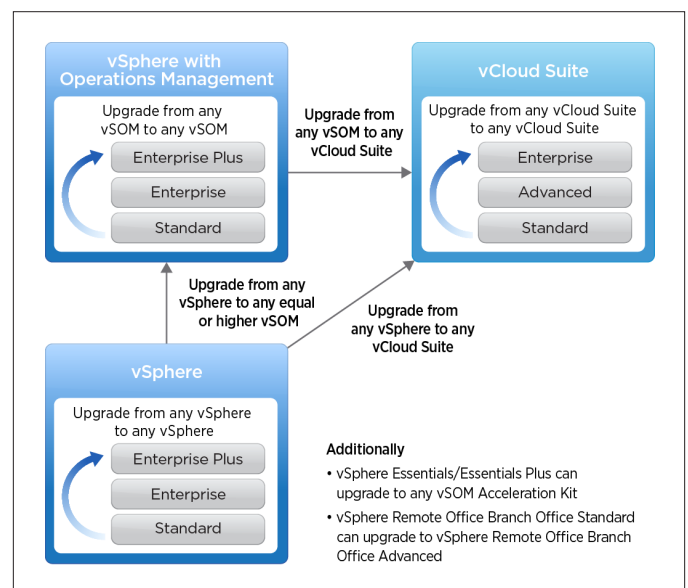 vSphere with
Operations Management
Upgrade from any
vSOM to any vSOM
Enterprise Plus
Enterprise
Standard
Upgrade from
any vSOM to any
vCloud Suite
vCloud Suite
Upgrade from any vCloud Suite
to any vCloud Suite
Enterprise
Advanced
Standard
Upgrade from any
vSphere to any equal
or higher vSOM
Upgrade from
any vSphere to any
vCloud Suite
vSphere
Upgrade from any vSphere
to any vSphere
Enterprise Plus
Enterprise
Standard
Additionally
• vSphere Essentials/Essentials Plus can
upgrade to any vSOM Acceleration Kit
• vSphere Remote Office Branch Office Standard
can upgrade to vSphere Remote Office Branch
Office Advanced